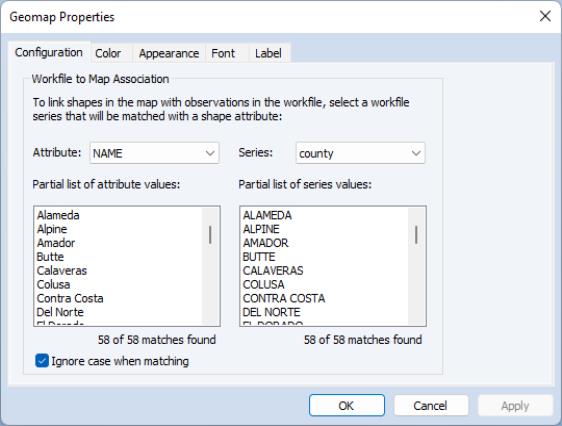 Geomap Properties
Configuration Color Appearance Font Label
Workfile to Map Association
To link shapes in the map with observations in the workfile, select a workfile
series that will be matched with a shape attribute:
Attribute: NAME Series: county
Partial list of attribute values: Partial list of series values:
Alameda ALAMEDA
Alpine ALPINE
Amador AMADOR
Butte BUTTE
Calaveras CALAVERAS
Colusa COLUSA
Contra Costa CONTRA COSTA
Del Norte DEL NORTE
El Dorado EL DORADO
58 of 58 matches found 58 of 58 matches found
Ignore case when matching
OK Cancel Apply